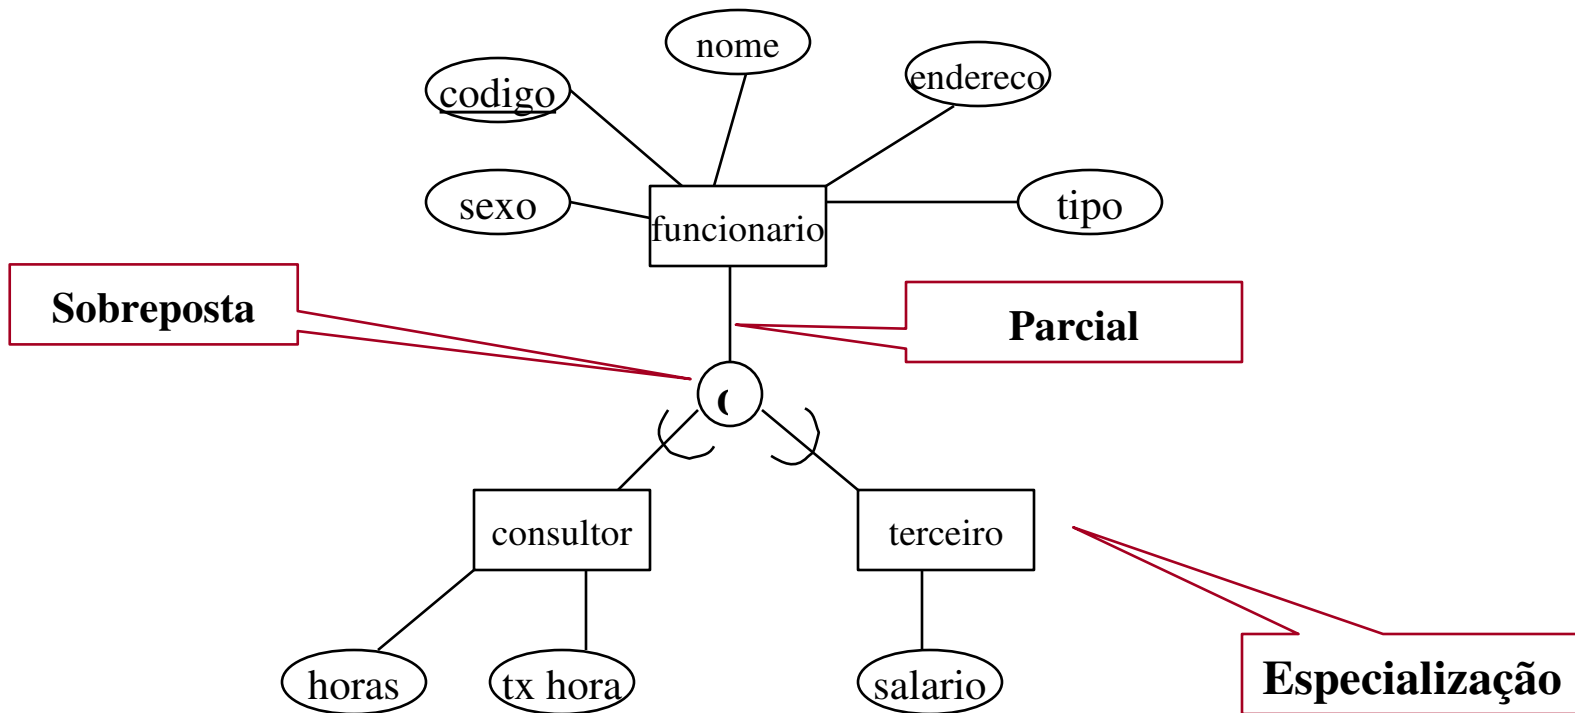 nome
endereco
codigo
sexo
tipo
funcionario
Sobreposta
Parcial
consultor
terceiro
horas
tx hora
salario
Especialização